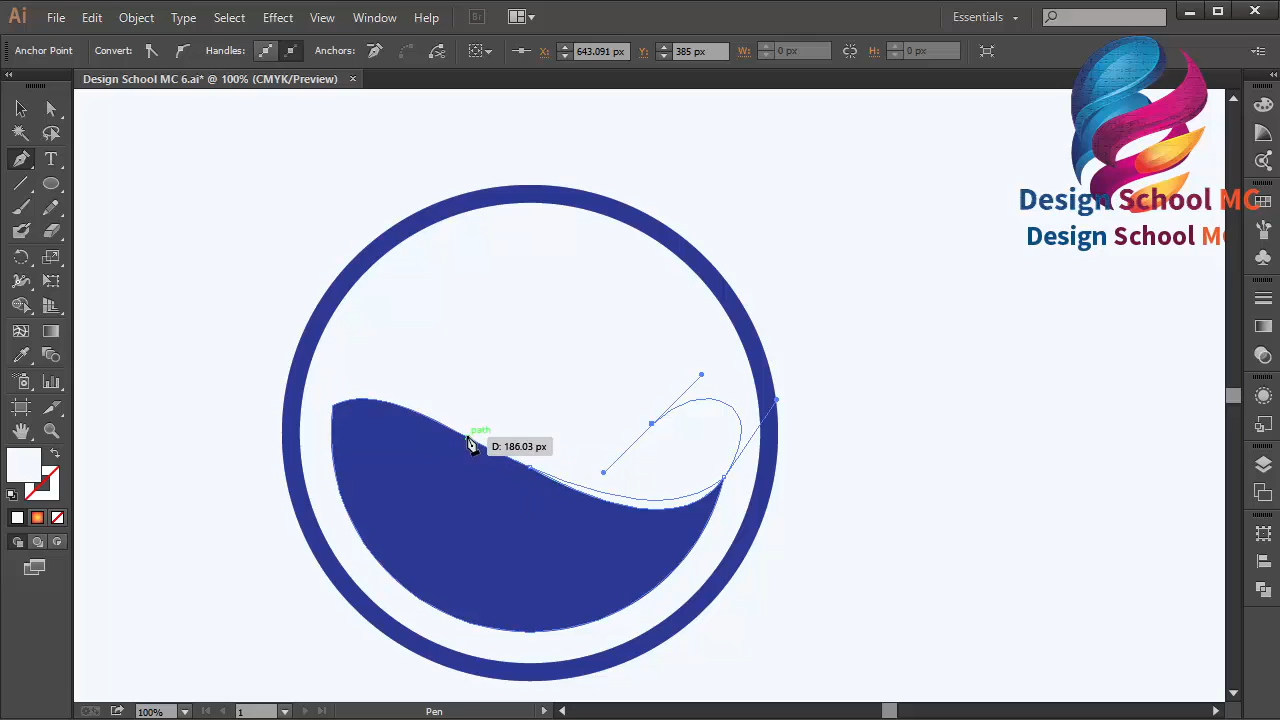 Ai File Edit Object Type Select Effect View Window Help Br Essentials
Anchor Point Convert: Handles: Anchors: X: 643.091 px Y: 385 px W: 0 px H: 0 px
Design School MC 6.ai* @ 100% (CMYK/Preview) ×
T
Design School MC
Design School MC
path
D: 186.03 px
100% 1 Pen